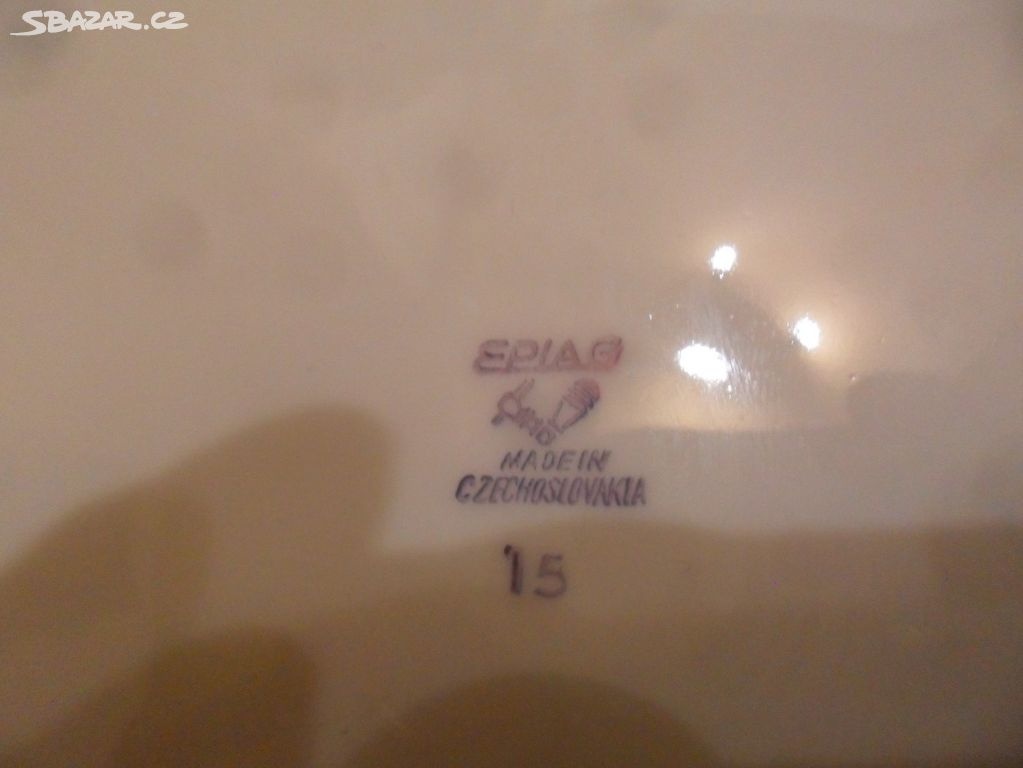 SBAZAR.CZ
EPIAG
MADE IN
CZECHOSLOVAKIA
15